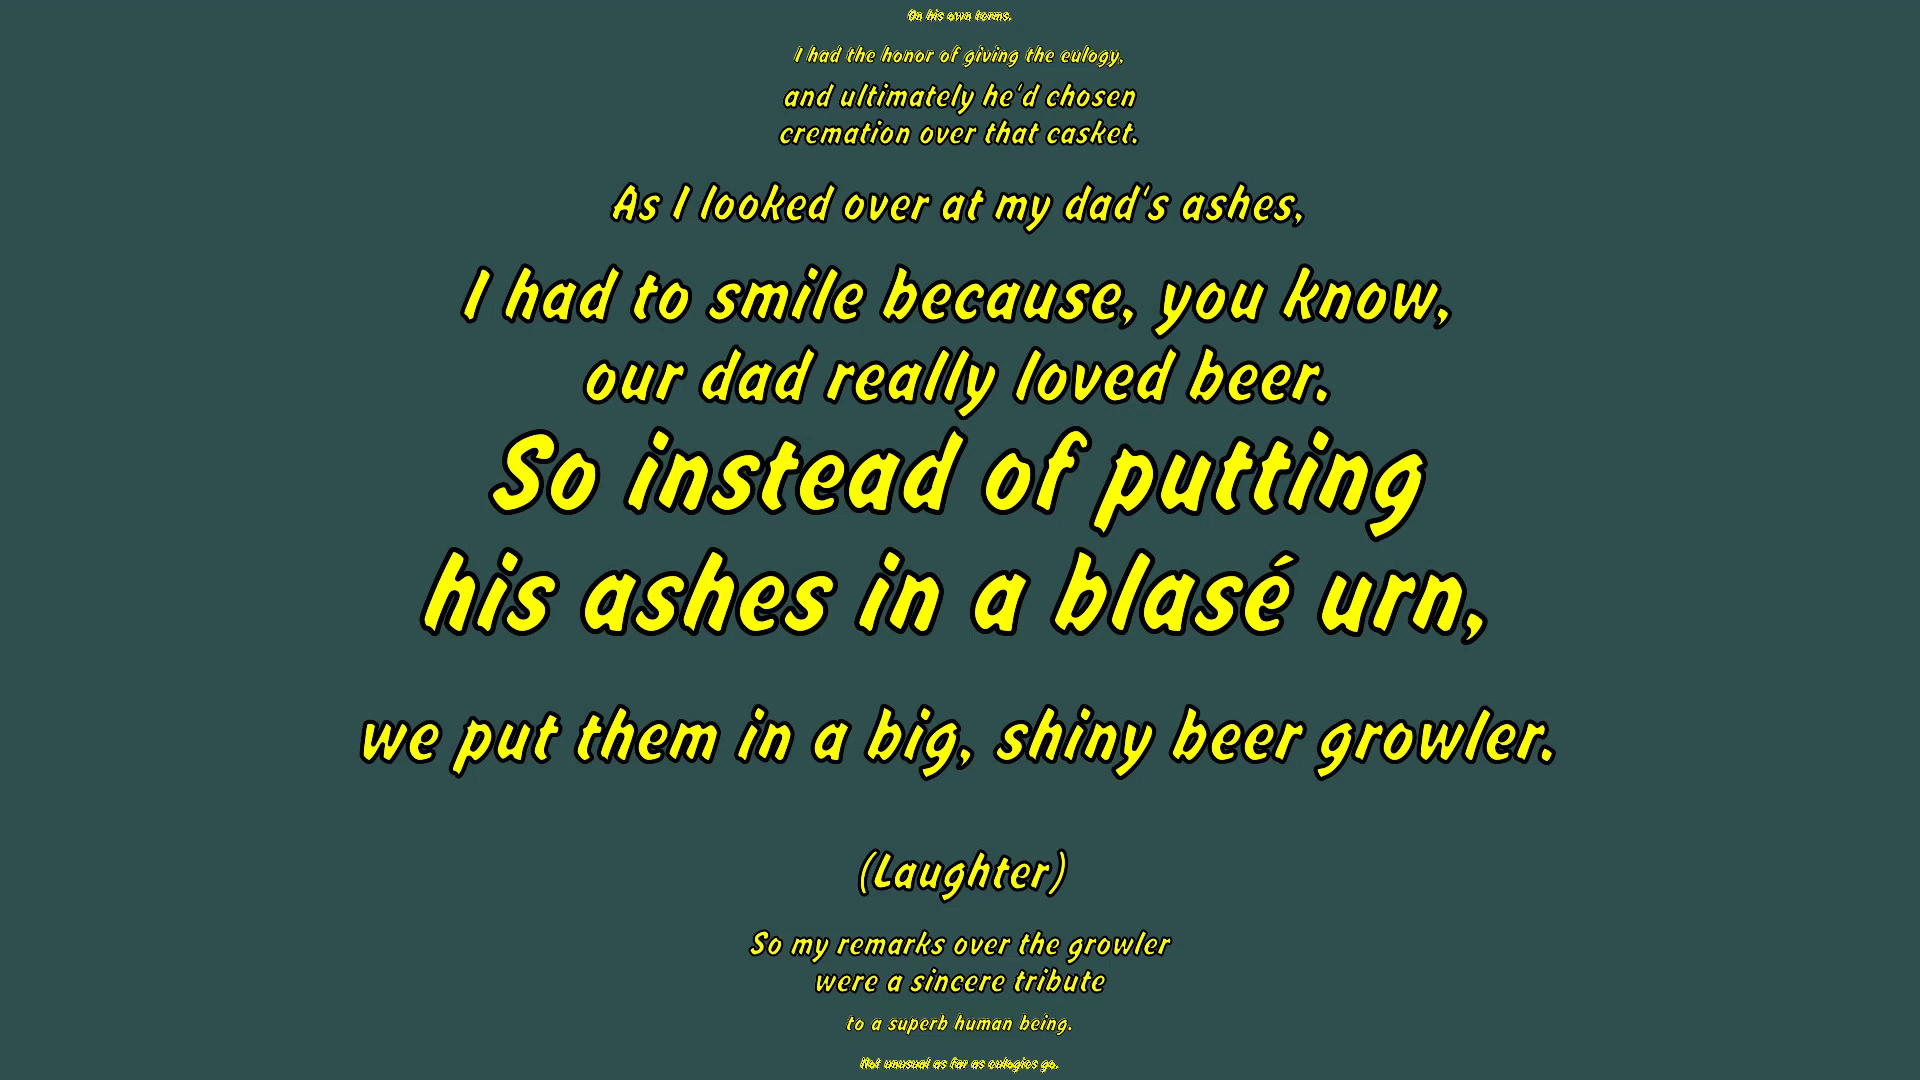 On his own terms.
I had the honor of giving the eulogy,
and ultimately he'd chosen
cremation over that casket.
As I looked over at my dad's ashes,
I had to smile because, you know,
our dad really loved beer.
So instead of putting
his ashes in a blasé urn,
we put them in a big, shiny beer growler.
(Laughter)
So my remarks over the growler
were a sincere tribute
to a superb human being.
Not unusual as far as eulogies go.